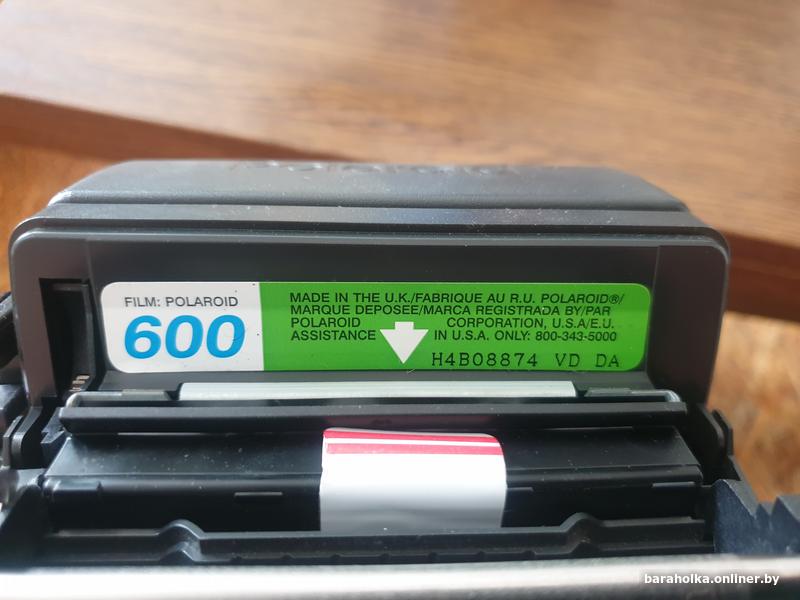 FILM: POLAROID
600
MADE IN THE U.K./FABRIQUE AU R.U. POLAROID®/
MARQUE DEPOSEE/MARCA REGISTRADA BY/PAR
POLAROID CORPORATION, U.S.A/E.U.
ASSISTANCE IN U.S.A. ONLY: 800-343-5000
H4B08874 VD DA
baraholka.onliner.by